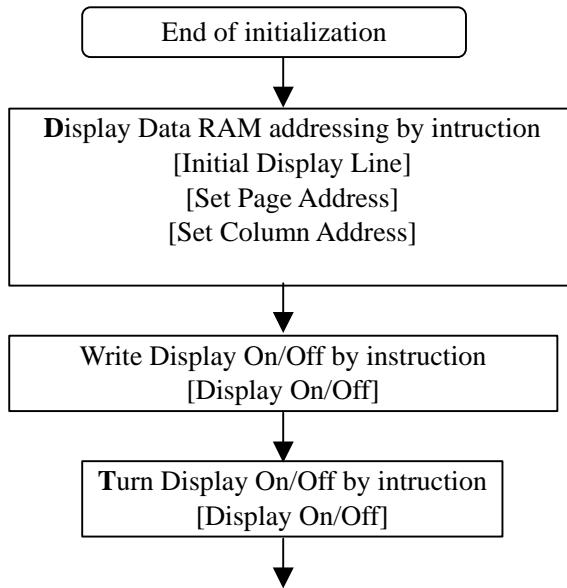 End of initialization
Display Data RAM addressing by intruction
[Initial Display Line]
[Set Page Address]
[Set Column Address]
Write Display On/Off by instruction
[Display On/Off]
Turn Display On/Off by intruction
[Display On/Off]